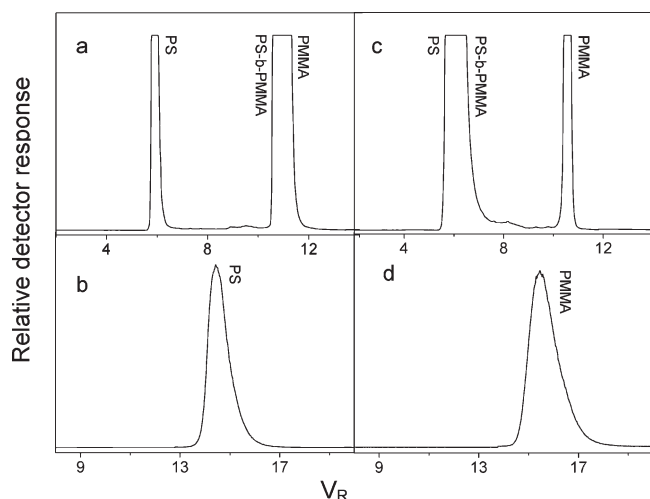 a
PS
PS-b-PMMA
PMMA
c
PS
PS-b-PMMA
PMMA
4
8
12
4
8
12
b
PS
d
PMMA
9
13
17
9
13
17
Relative detector response
V_R